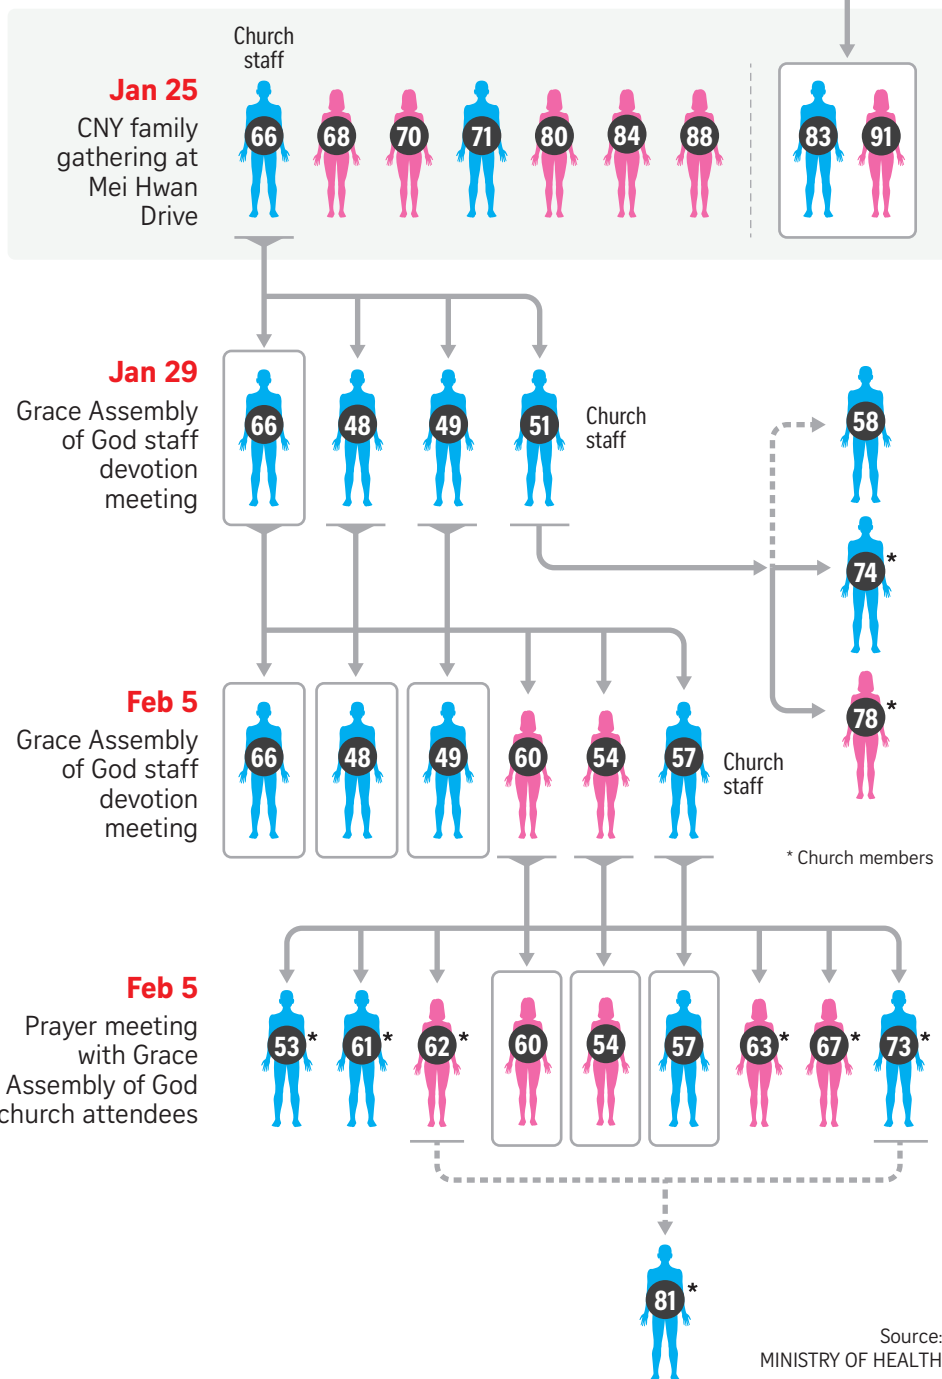 Church
staff
Jan 25
CNY family
gathering at
Mei Hwan
Drive
66 68 70 71 80 84 88 83 91
Jan 29
Grace Assembly
of God staff
devotion
meeting
66 48 49 51
Church
staff
58
74*
78*
Feb 5
Grace Assembly
of God staff
devotion
meeting
66 48 49 60 54 57
Church
staff
* Church members
Feb 5
Prayer meeting
with Grace
Assembly of God
church attendees
53* 61* 62* 60 54 57 63* 67* 73*
81*
Source:
MINISTRY OF HEALTH